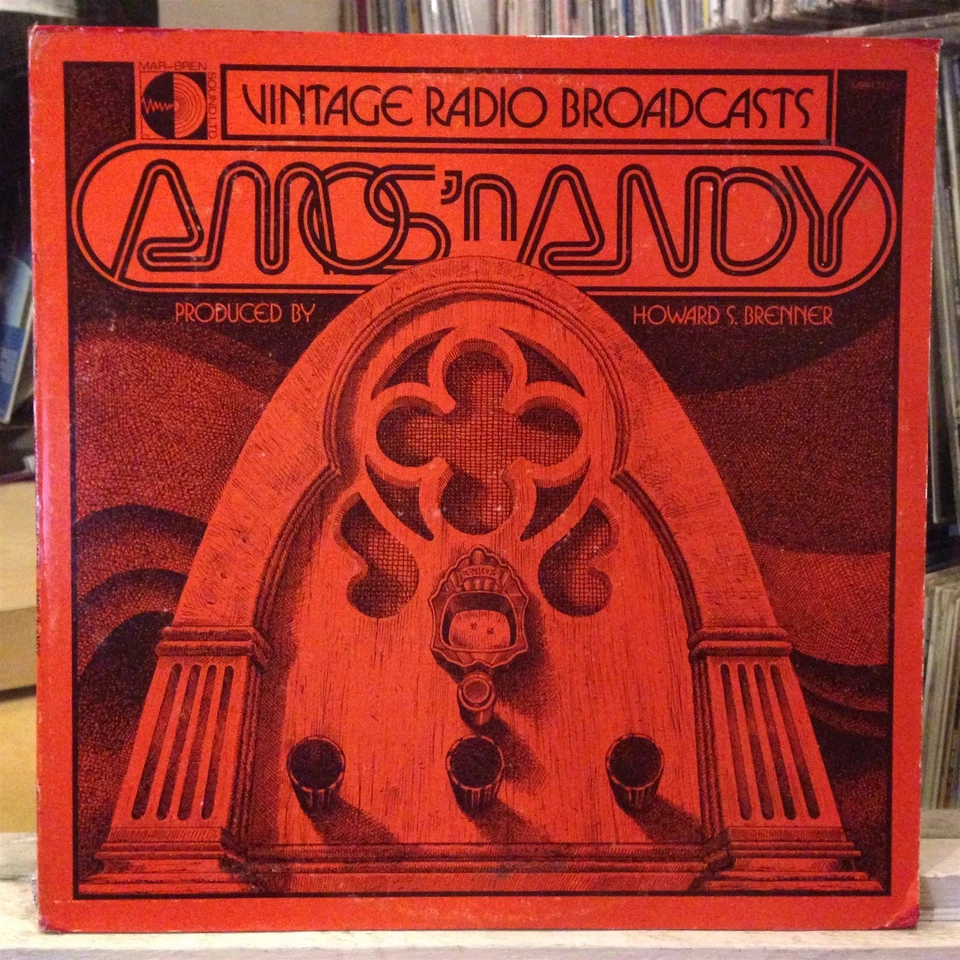 MAR-BREN
SOUND LTD
VINTAGE RADIO BROADCASTS
AMOS 'n ANDY
PRODUCED BY
HOWARD S. BRENNER